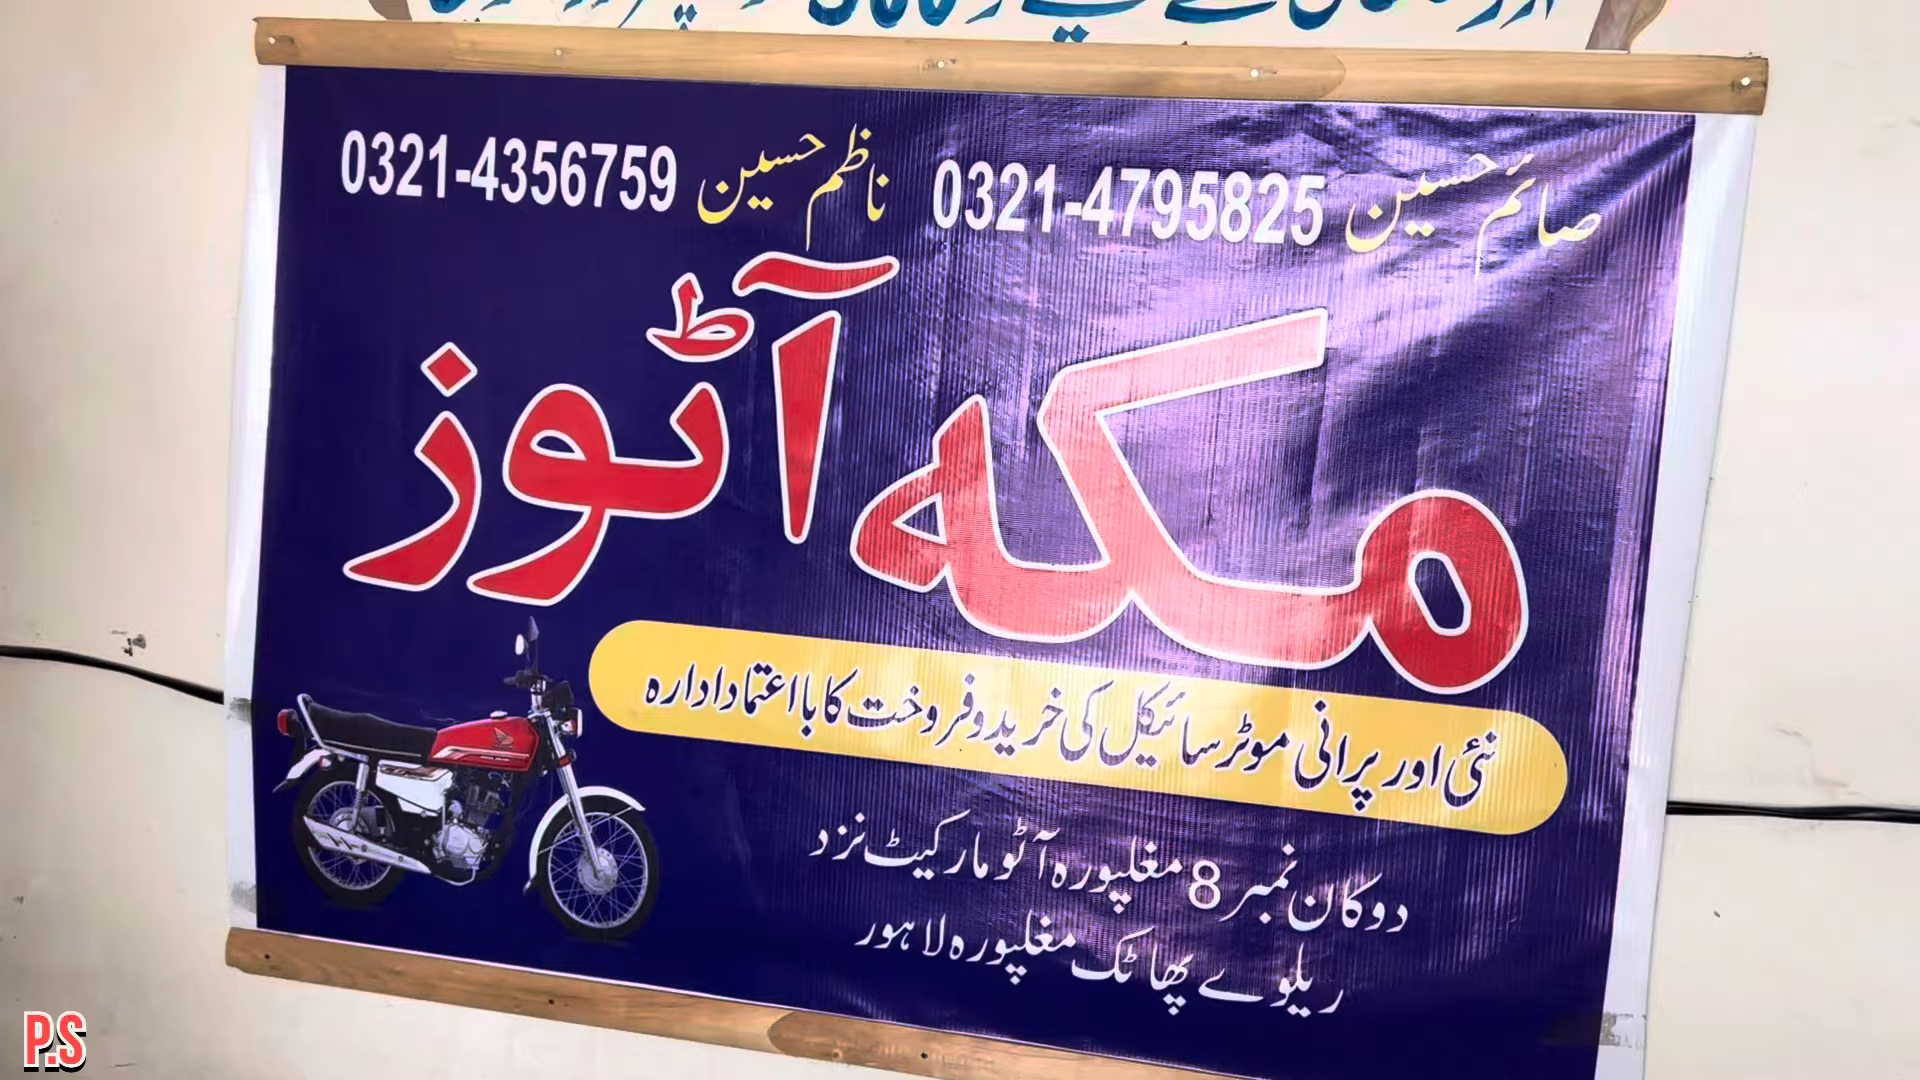 صائم حسین 0321-4795825 ناظم حسین 0321-4356759
مکہ آٹوز
نئی اور پرانی موٹر سائیکل کی خرید و فروخت کا با اعتماد ادارہ
دوکان نمبر 8 مغلپورہ آٹو مارکیٹ نزد
ریلوے پھاٹک مغلپورہ لاہور
P.S